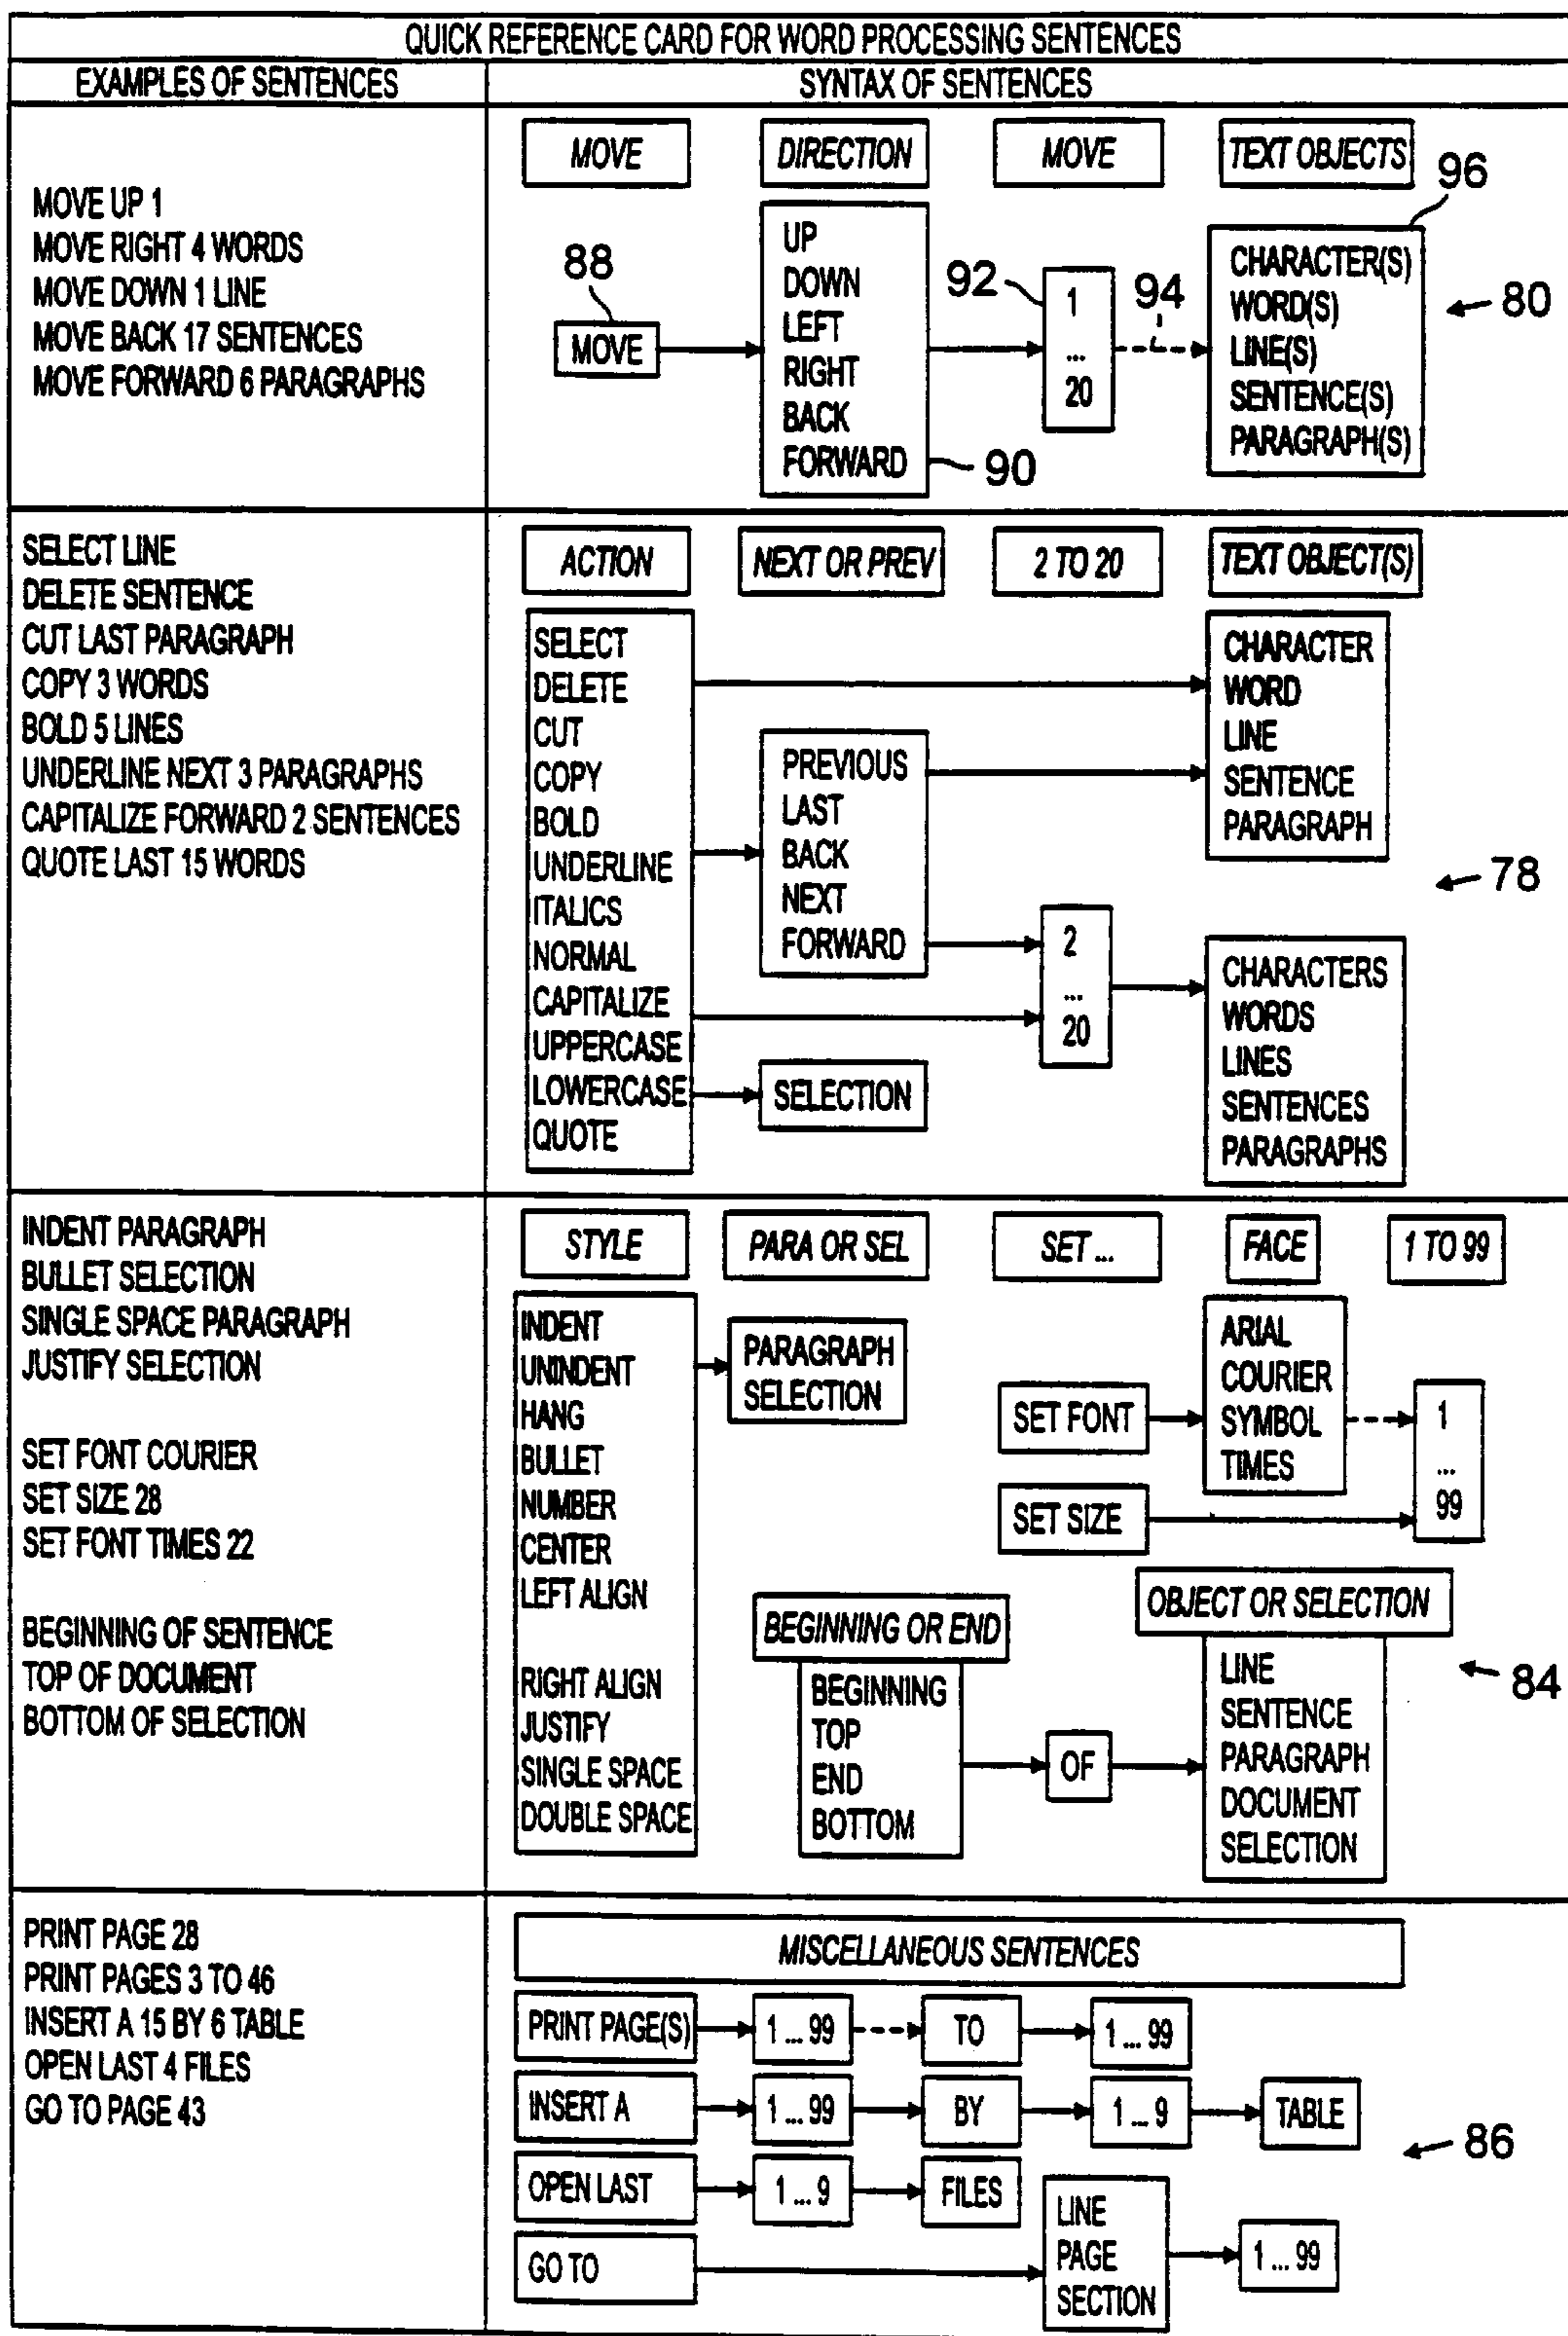 QUICK REFERENCE CARD FOR WORD PROCESSING SENTENCES
EXAMPLES OF SENTENCES
SYNTAX OF SENTENCES
MOVE UP 1
MOVE RIGHT 4 WORDS
MOVE DOWN 1 LINE
MOVE BACK 17 SENTENCES
MOVE FORWARD 6 PARAGRAPHS
MOVE
DIRECTION
MOVE
TEXT OBJECTS
88
MOVE
UP
DOWN
LEFT
RIGHT
BACK
FORWARD
90
92
1
...
20
94
96
CHARACTER(S)
WORD(S)
LINE(S)
SENTENCE(S)
PARAGRAPH(S)
80
SELECT LINE
DELETE SENTENCE
CUT LAST PARAGRAPH
COPY 3 WORDS
BOLD 5 LINES
UNDERLINE NEXT 3 PARAGRAPHS
CAPITALIZE FORWARD 2 SENTENCES
QUOTE LAST 15 WORDS
ACTION
NEXT OR PREV
2 TO 20
TEXT OBJECT(S)
SELECT
DELETE
CUT
COPY
BOLD
UNDERLINE
ITALICS
NORMAL
CAPITALIZE
UPPERCASE
LOWERCASE
QUOTE
PREVIOUS
LAST
BACK
NEXT
FORWARD
SELECTION
2
...
20
CHARACTER
WORD
LINE
SENTENCE
PARAGRAPH
78
CHARACTERS
WORDS
LINES
SENTENCES
PARAGRAPHS
INDENT PARAGRAPH
BULLET SELECTION
SINGLE SPACE PARAGRAPH
JUSTIFY SELECTION
SET FONT COURIER
SET SIZE 28
SET FONT TIMES 22
BEGINNING OF SENTENCE
TOP OF DOCUMENT
BOTTOM OF SELECTION
STYLE
PARA OR SEL
SET ...
FACE
1 TO 99
INDENT
UNINDENT
HANG
BULLET
NUMBER
CENTER
LEFT ALIGN
RIGHT ALIGN
JUSTIFY
SINGLE SPACE
DOUBLE SPACE
PARAGRAPH
SELECTION
SET FONT
SET SIZE
ARIAL
COURIER
SYMBOL
TIMES
1
...
99
BEGINNING OR END
BEGINNING
TOP
END
BOTTOM
OF
OBJECT OR SELECTION
LINE
SENTENCE
PARAGRAPH
DOCUMENT
SELECTION
84
PRINT PAGE 28
PRINT PAGES 3 TO 46
INSERT A 15 BY 6 TABLE
OPEN LAST 4 FILES
GO TO PAGE 43
MISCELLANEOUS SENTENCES
PRINT PAGE(S)
1 ... 99
TO
1 ... 99
INSERT A
1 ... 99
BY
1 ... 9
TABLE
OPEN LAST
1 ... 9
FILES
GO TO
LINE
PAGE
SECTION
1 ... 99
86